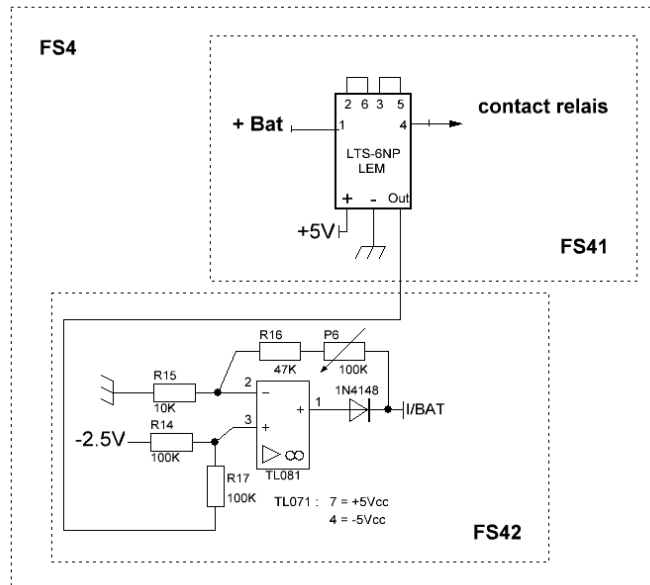 FS4
2 6 3 5
+ Bat
1
4
contact relais
LTS-6NP
LEM
+ - Out
+5V
FS41
R16
P6
47K
100K
R15
10K
2
−
1N4148
+
1
I/BAT
-2.5V
R14
100K
3
+
▷ ∞
TL081
R17
100K
TL071 : 7 = +5Vcc
4 = -5Vcc
FS42